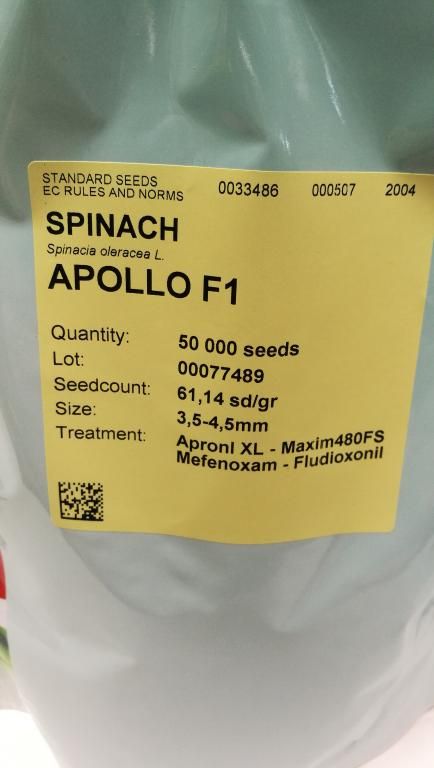 STANDARD SEEDS
EC RULES AND NORMS 0033486 000507 2004
SPINACH
Spinacia oleracea L.
APOLLO F1
Quantity: 50 000 seeds
Lot: 00077489
Seedcount: 61,14 sd/gr
Size: 3,5-4,5mm
Treatment: Apronl XL - Maxim480FS
Mefenoxam - Fludioxonil